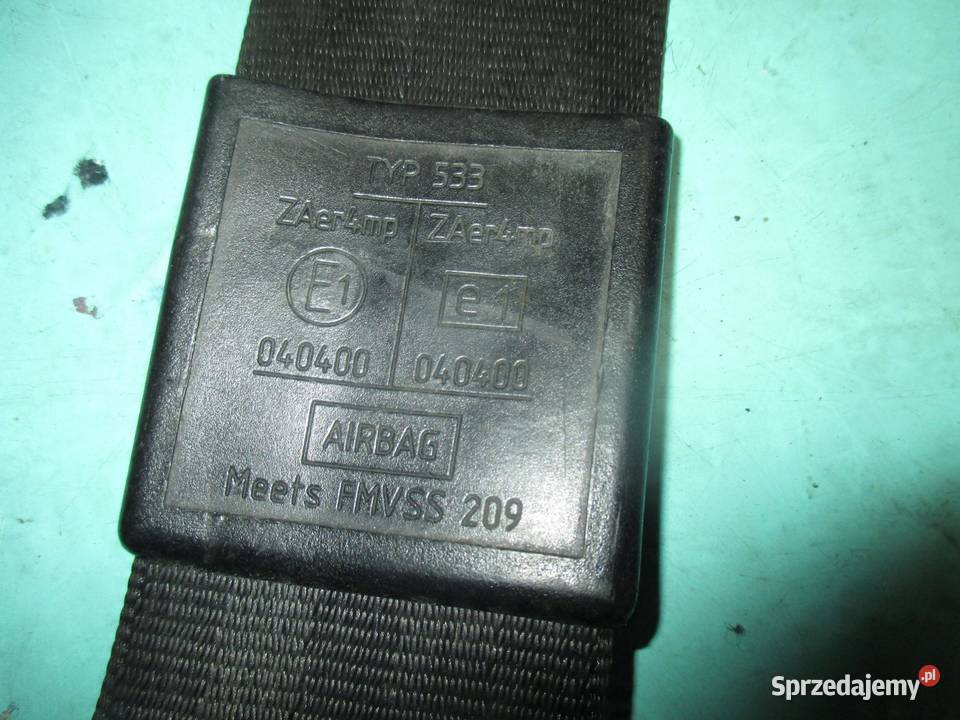 TYP 533
ZAer4mp ZAer4mp
E1 e1
040400 040400
AIRBAG
Meets FMVSS 209
Sprzedajemy.pl